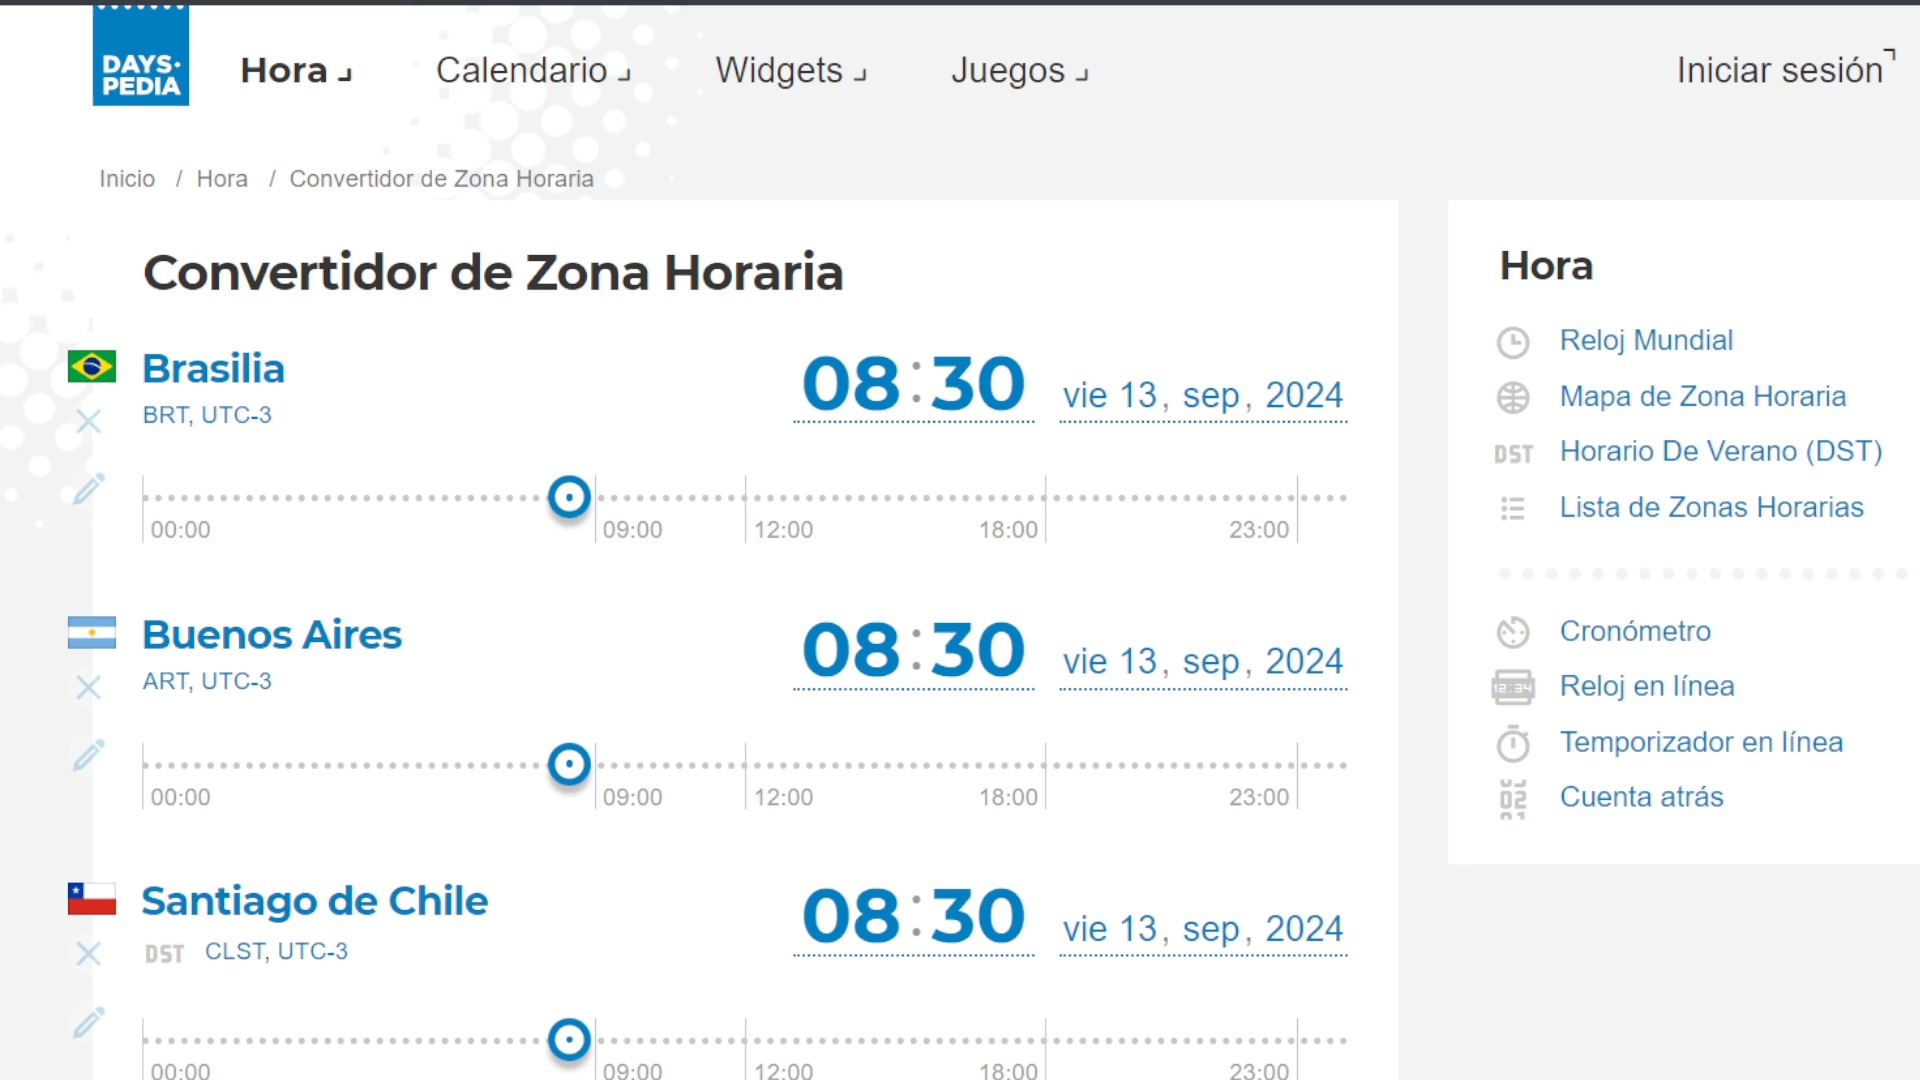 DAYS•
PEDIA
Hora
Calendario
Widgets
Juegos
Iniciar sesión
Inicio / Hora / Convertidor de Zona Horaria
Convertidor de Zona Horaria
Brasilia
BRT, UTC-3
08:30
vie 13, sep, 2024
00:00
09:00
12:00
18:00
23:00
Buenos Aires
ART, UTC-3
08:30
vie 13, sep, 2024
00:00
09:00
12:00
18:00
23:00
Santiago de Chile
DST CLST, UTC-3
08:30
vie 13, sep, 2024
00:00
09:00
12:00
18:00
23:00
Hora
Reloj Mundial
Mapa de Zona Horaria
DST Horario De Verano (DST)
Lista de Zonas Horarias
Cronómetro
12:34 Reloj en línea
Temporizador en línea
02 Cuenta atrás